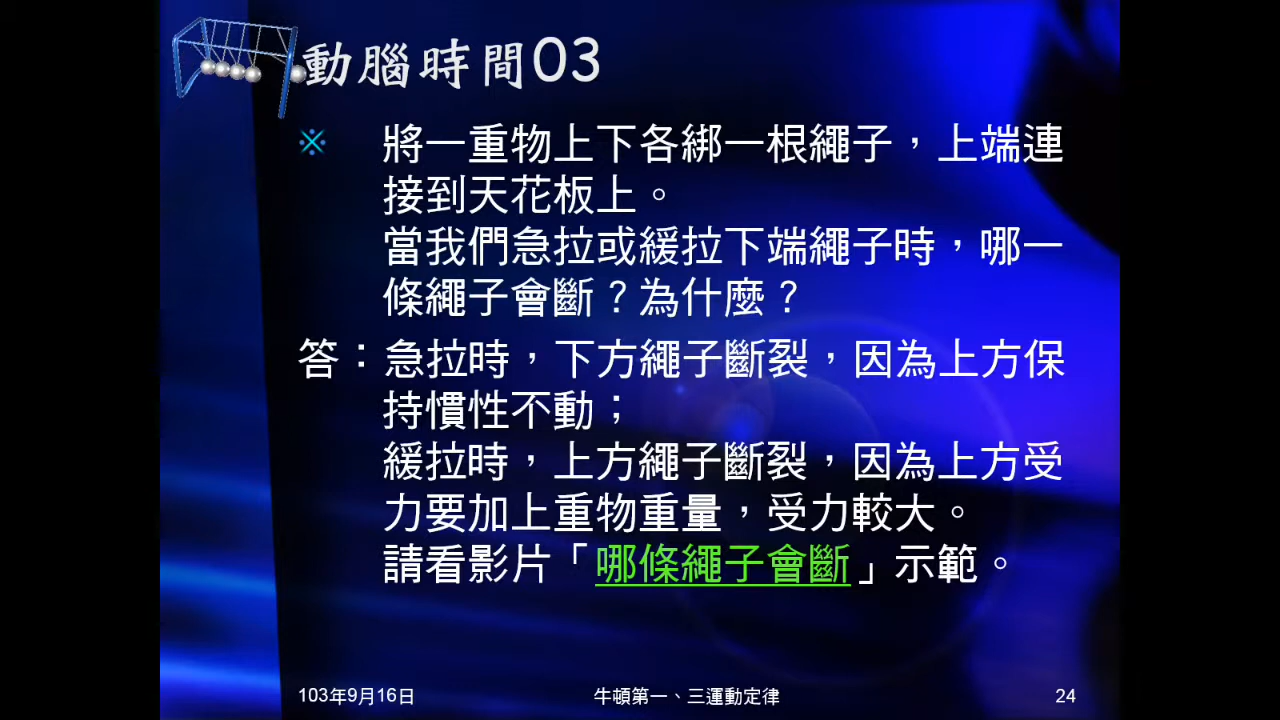 動腦時間03
※ 將一重物上下各綁一根繩子，上端連
接到天花板上。
當我們急拉或緩拉下端繩子時，哪一
條繩子會斷？為什麼？
答：急拉時，下方繩子斷裂，因為上方保
持慣性不動；
緩拉時，上方繩子斷裂，因為上方受
力要加上重物重量，受力較大。
請看影片「哪條繩子會斷」示範。
103年9月16日
牛頓第一、三運動定律
24